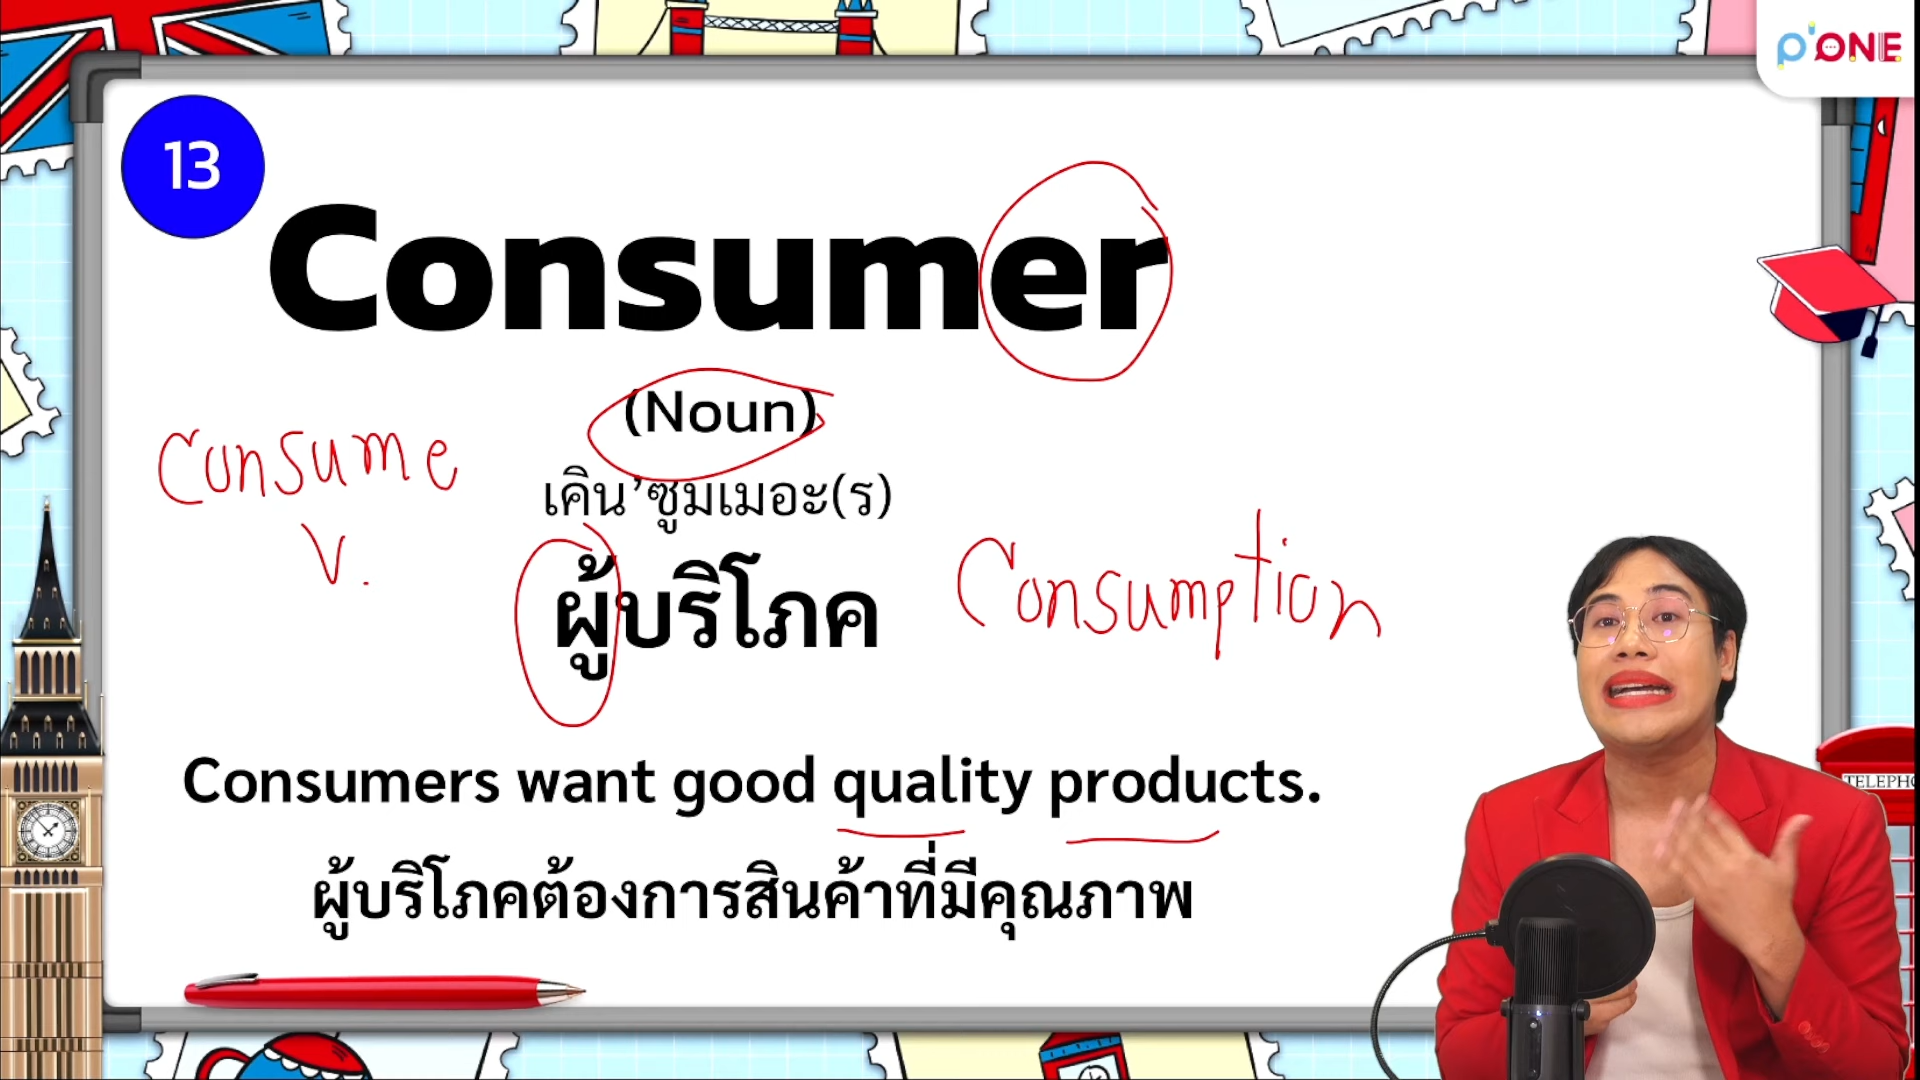 P'ONE
13
Consumer
(Noun)
Consume
v.
เคิน’ซูมเมอะ(ร)
ผู้บริโภค
Consumption
Consumers want good quality products.
ผู้บริโภคต้องการสินค้าที่มีคุณภาพ
TELEPHO